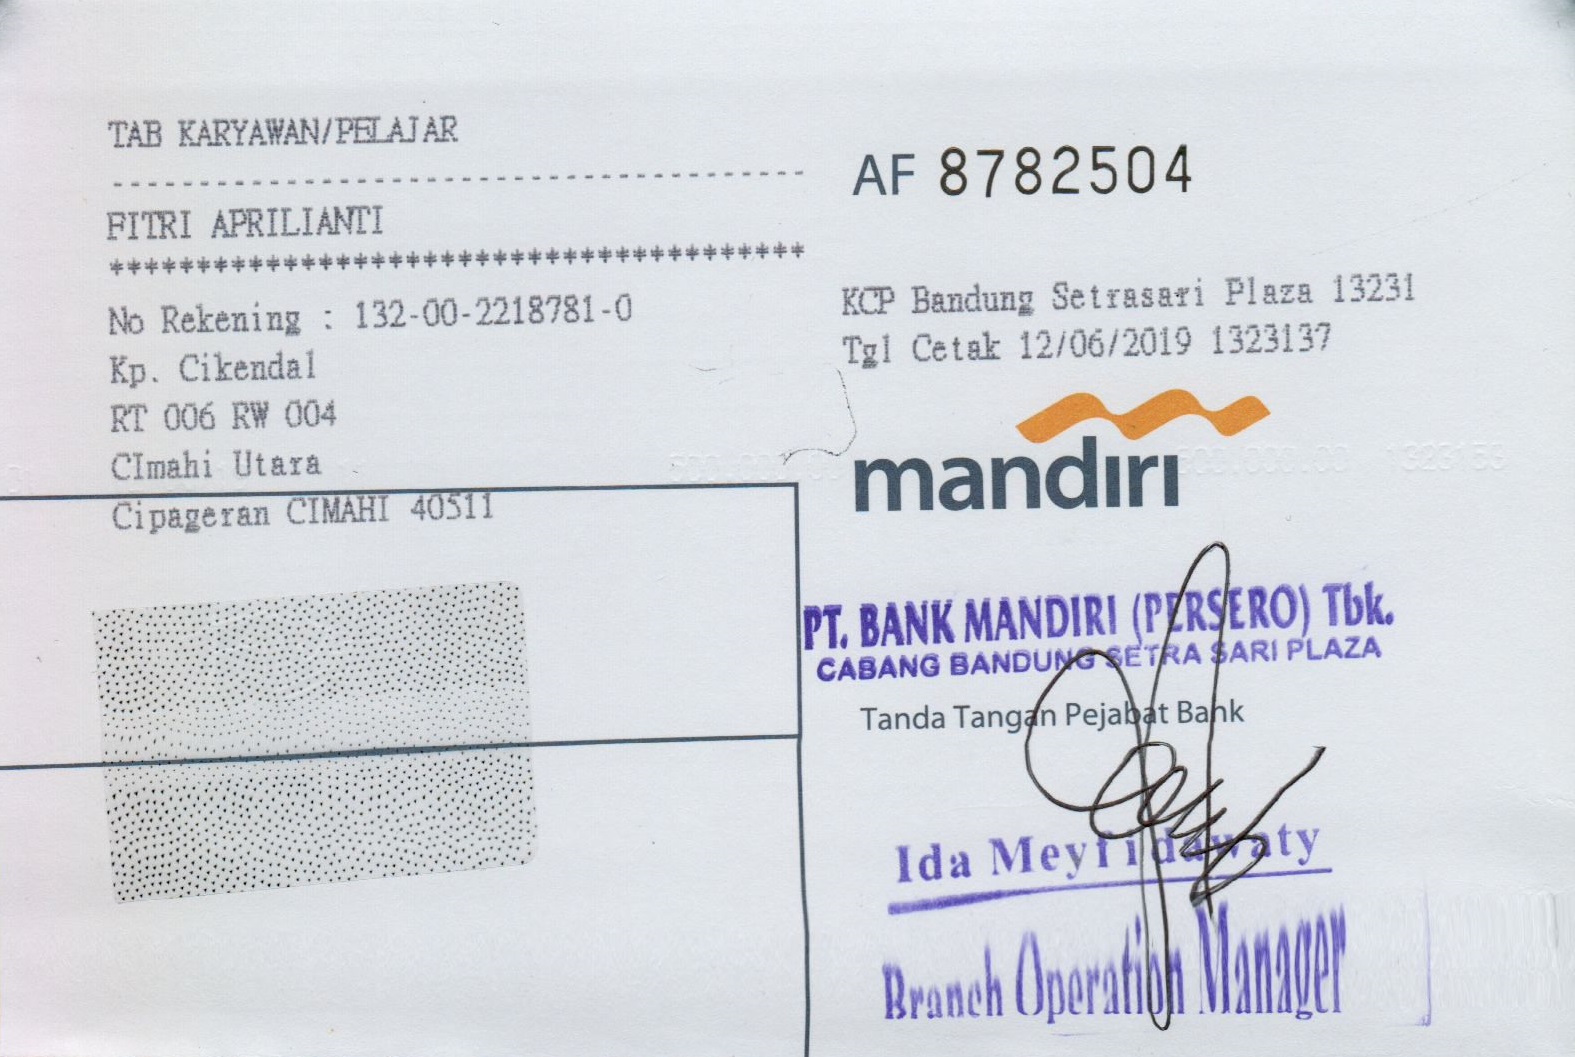 TAB KARYAWAN/PELAJAR
----------------------------------------
FITRI APRILIANTI
****************************************
No Rekening : 132-00-2218781-0
Kp. Cikendal
RT 006 RW 004
CImahi Utara
Cipageran CIMAHI 40511
AF 8782504
KCP Bandung Setrasari Plaza 13231
Tgl Cetak 12/06/2019 1323137
mandiri
PT. BANK MANDIRI (PERSERO) Tbk.
CABANG BANDUNG SETRA SARI PLAZA
Tanda Tangan Pejabat Bank
Ida Meyfidawaty
Branch Operation Manager